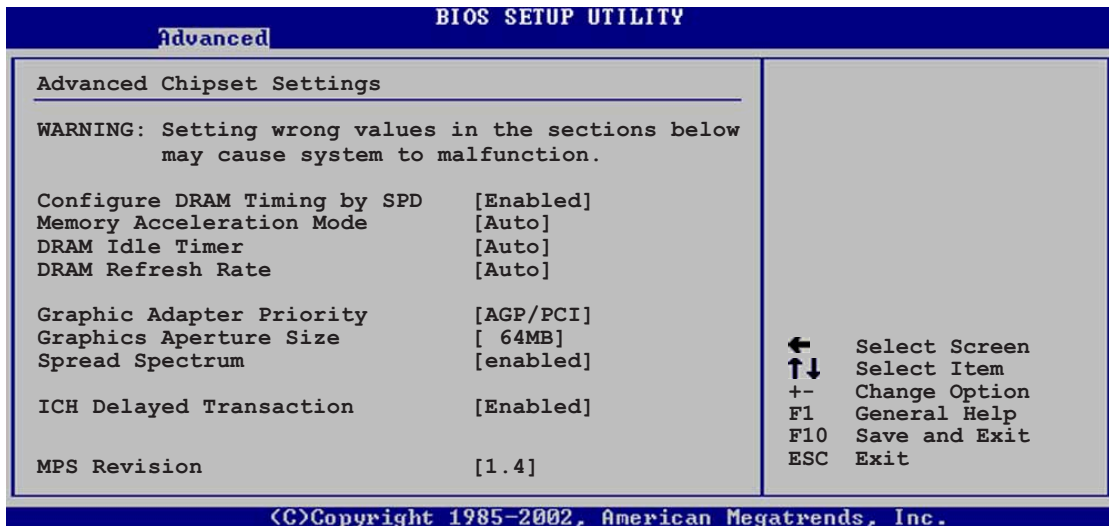 BIOS SETUP UTILITY
Advanced
Advanced Chipset Settings
WARNING: Setting wrong values in the sections below
may cause system to malfunction.
Configure DRAM Timing by SPD [Enabled]
Memory Acceleration Mode [Auto]
DRAM Idle Timer [Auto]
DRAM Refresh Rate [Auto]
Graphic Adapter Priority [AGP/PCI]
Graphics Aperture Size [ 64MB]
Spread Spectrum [enabled]
ICH Delayed Transaction [Enabled]
MPS Revision [1.4]
← Select Screen
↑↓ Select Item
+- Change Option
F1 General Help
F10 Save and Exit
ESC Exit
(C)Copyright 1985-2002, American Megatrends, Inc.